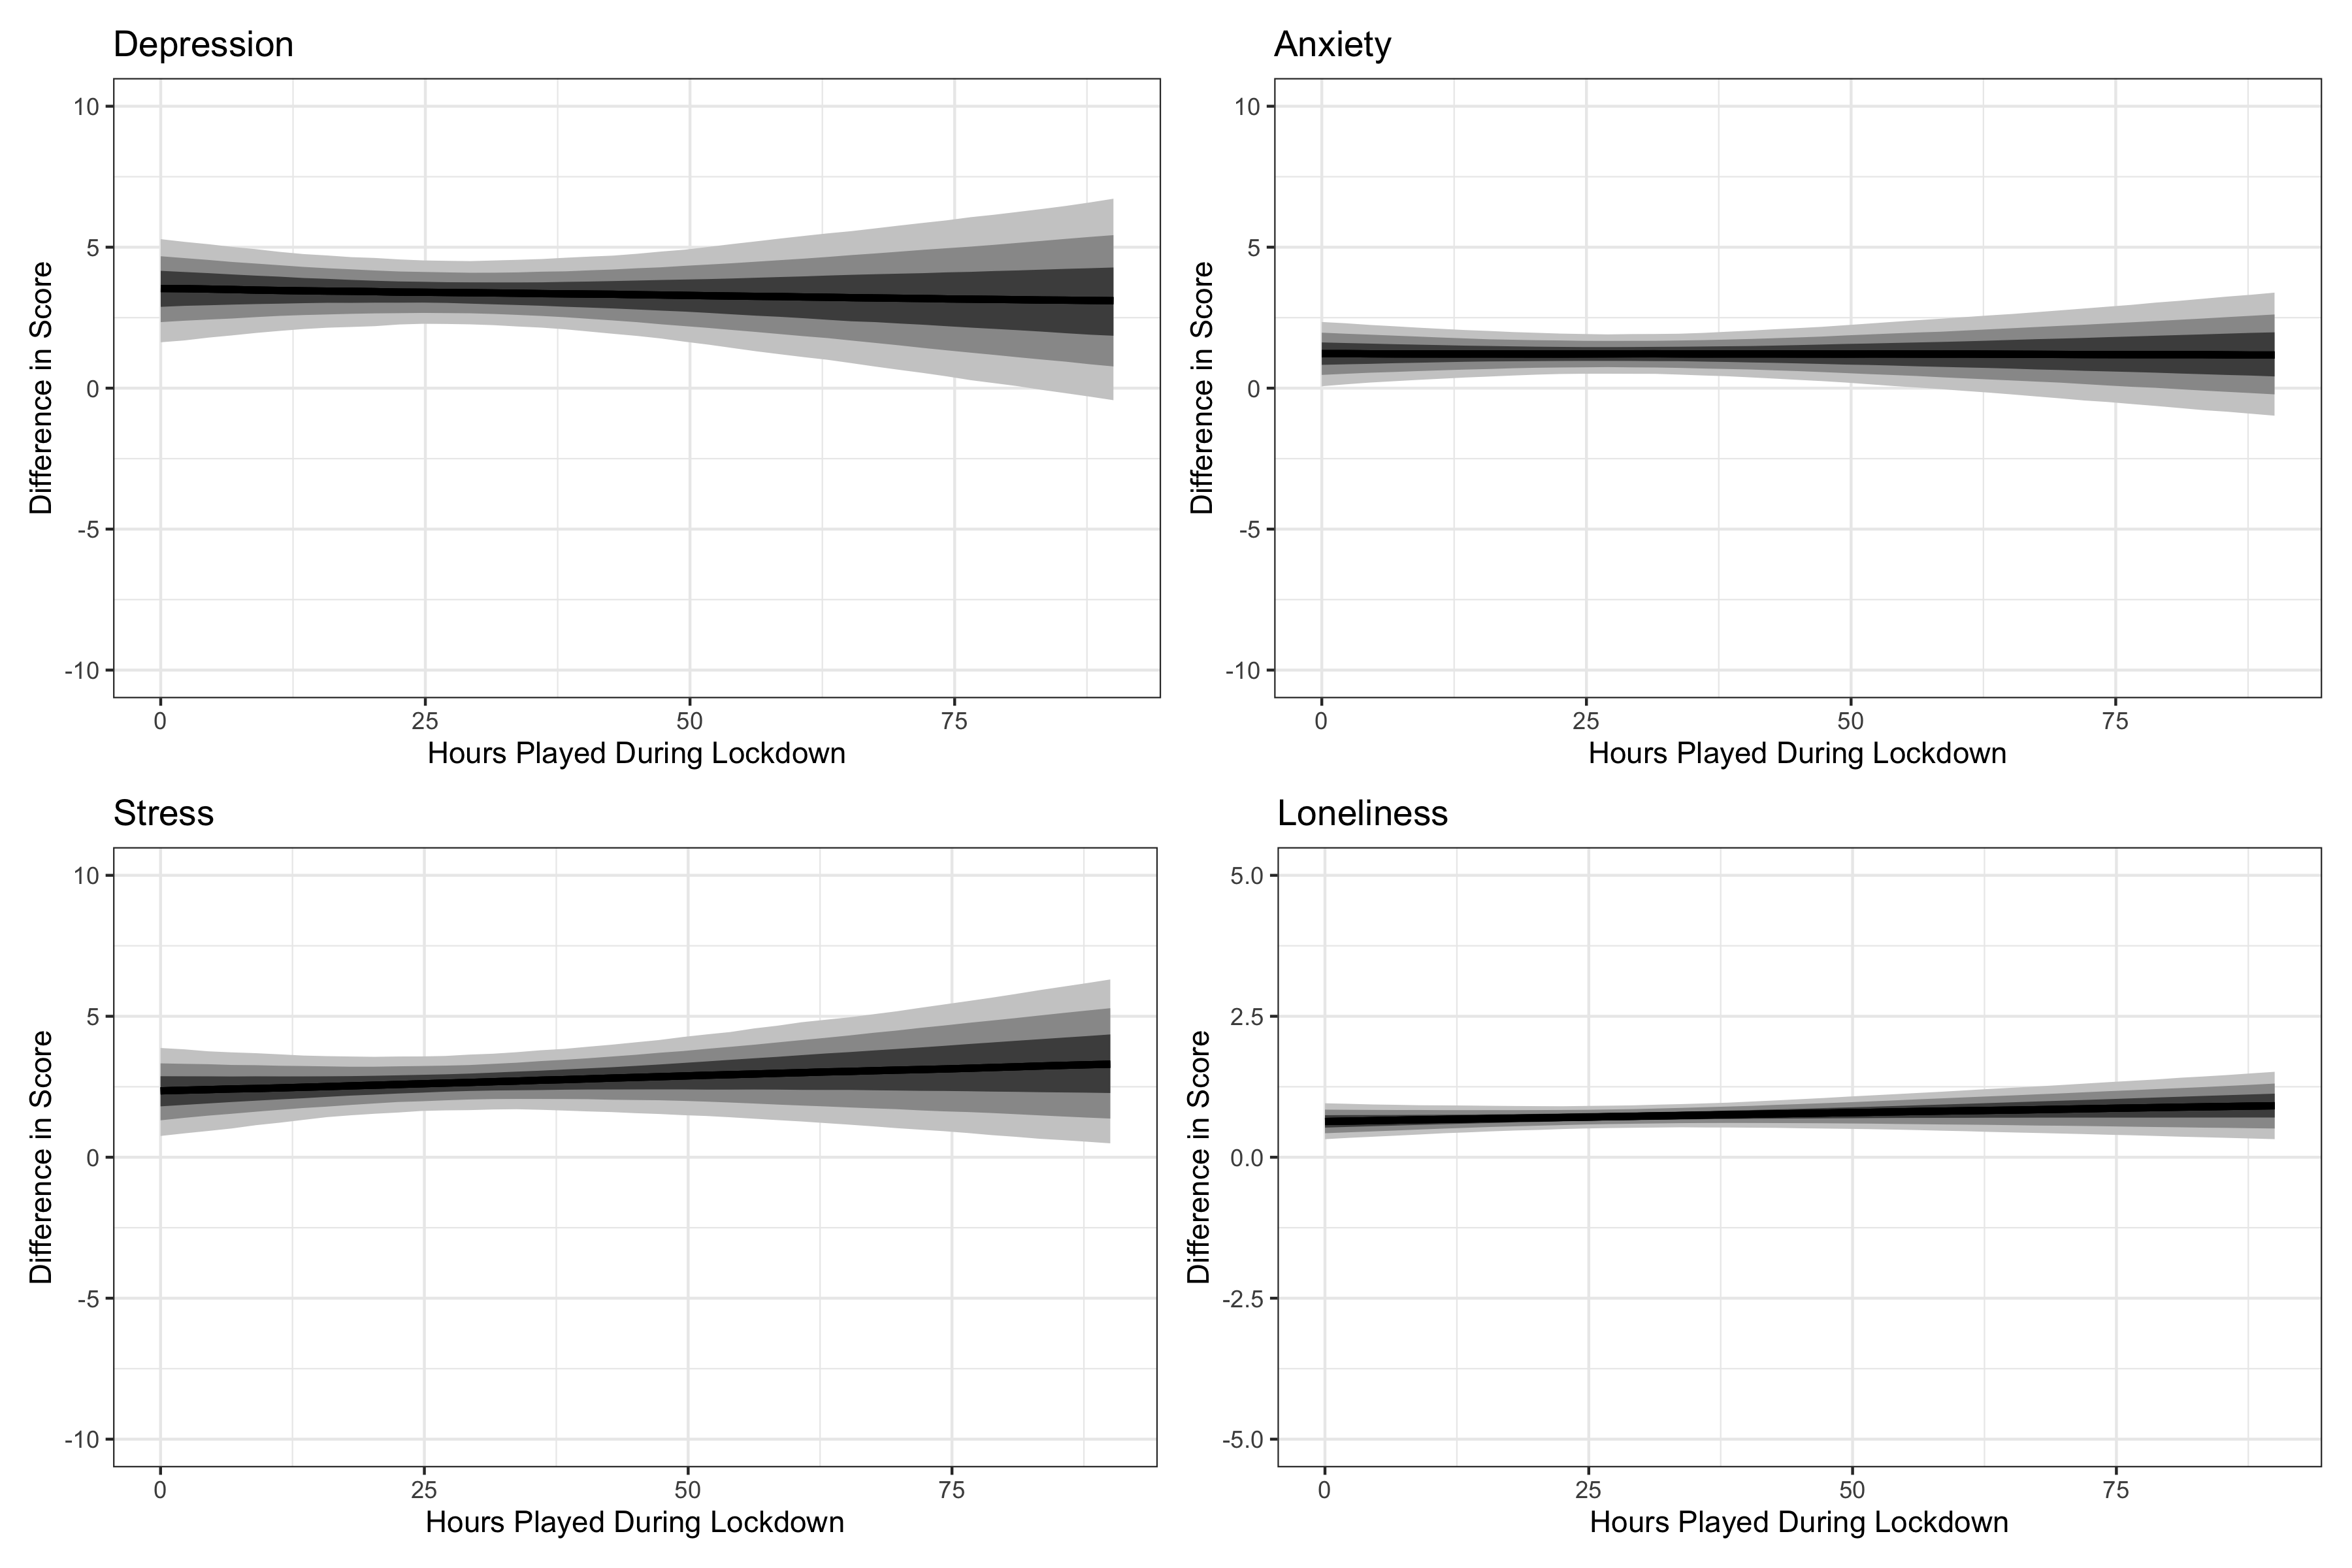 Depression
10
5
0
-5
-10
Difference in Score
0 25 50 75
Hours Played During Lockdown
Anxiety
10
5
0
-5
-10
Difference in Score
0 25 50 75
Hours Played During Lockdown
Stress
10
5
0
-5
-10
Difference in Score
0 25 50 75
Hours Played During Lockdown
Loneliness
5.0
2.5
0.0
-2.5
-5.0
Difference in Score
0 25 50 75
Hours Played During Lockdown